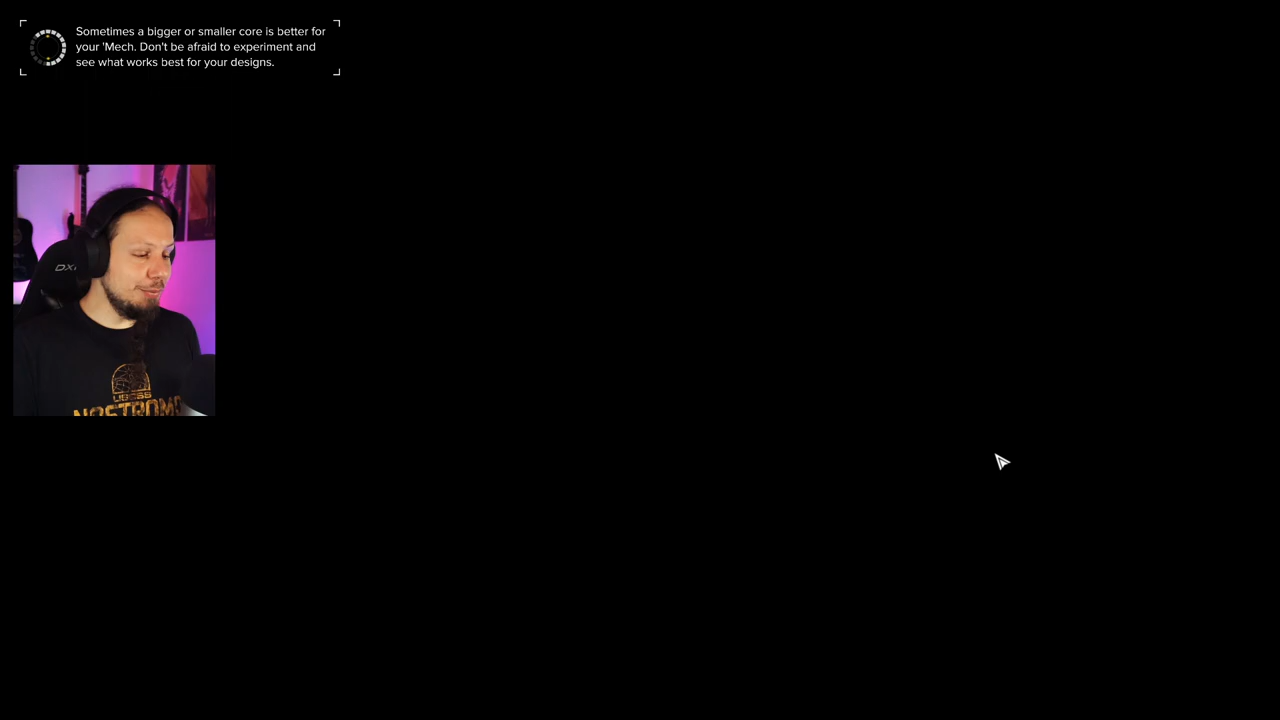 Sometimes a bigger or smaller core is better for
your 'Mech. Don't be afraid to experiment and
see what works best for your designs.
NOSTROMO